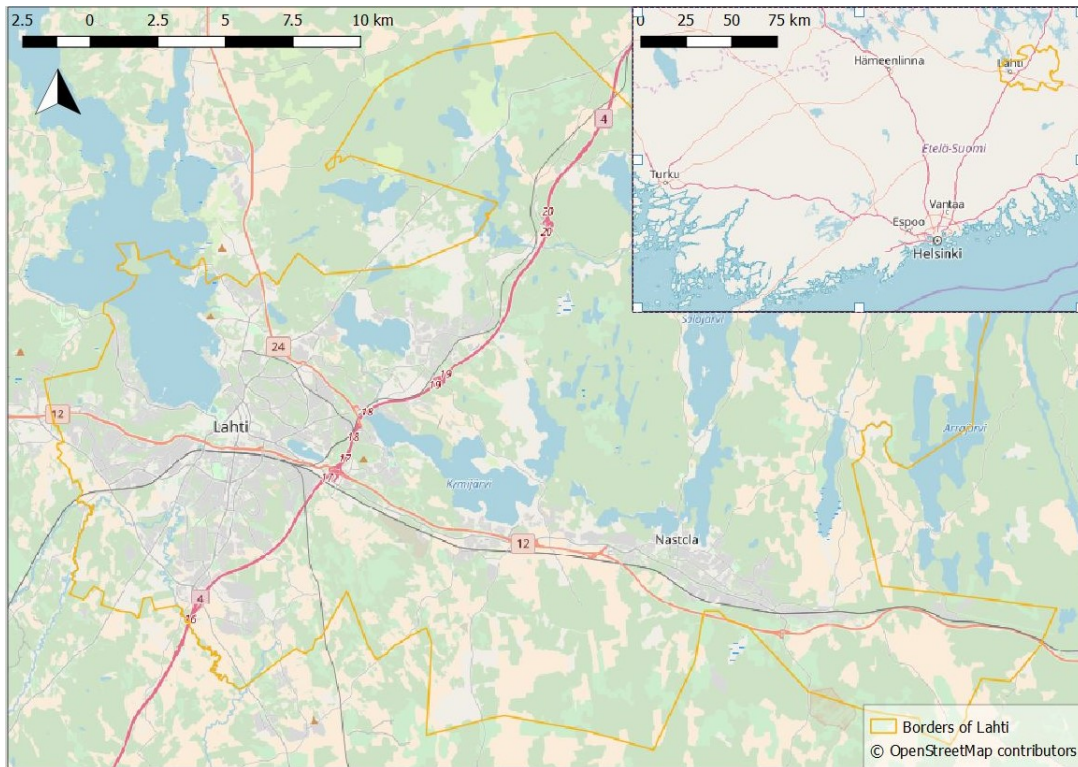 2.5 0 2.5 5 7.5 10 km
0 25 50 75 km
Hämeenlinna
Lahti
Etelä-Suomi
Turku
Vantaa
Espoo
Helsinki
4
20
20
24
19
19
18
18
12
Lahti
17
Arrajärvi
Kymijärvi
12
Nastola
4
16
Borders of Lahti
© OpenStreetMap contributors